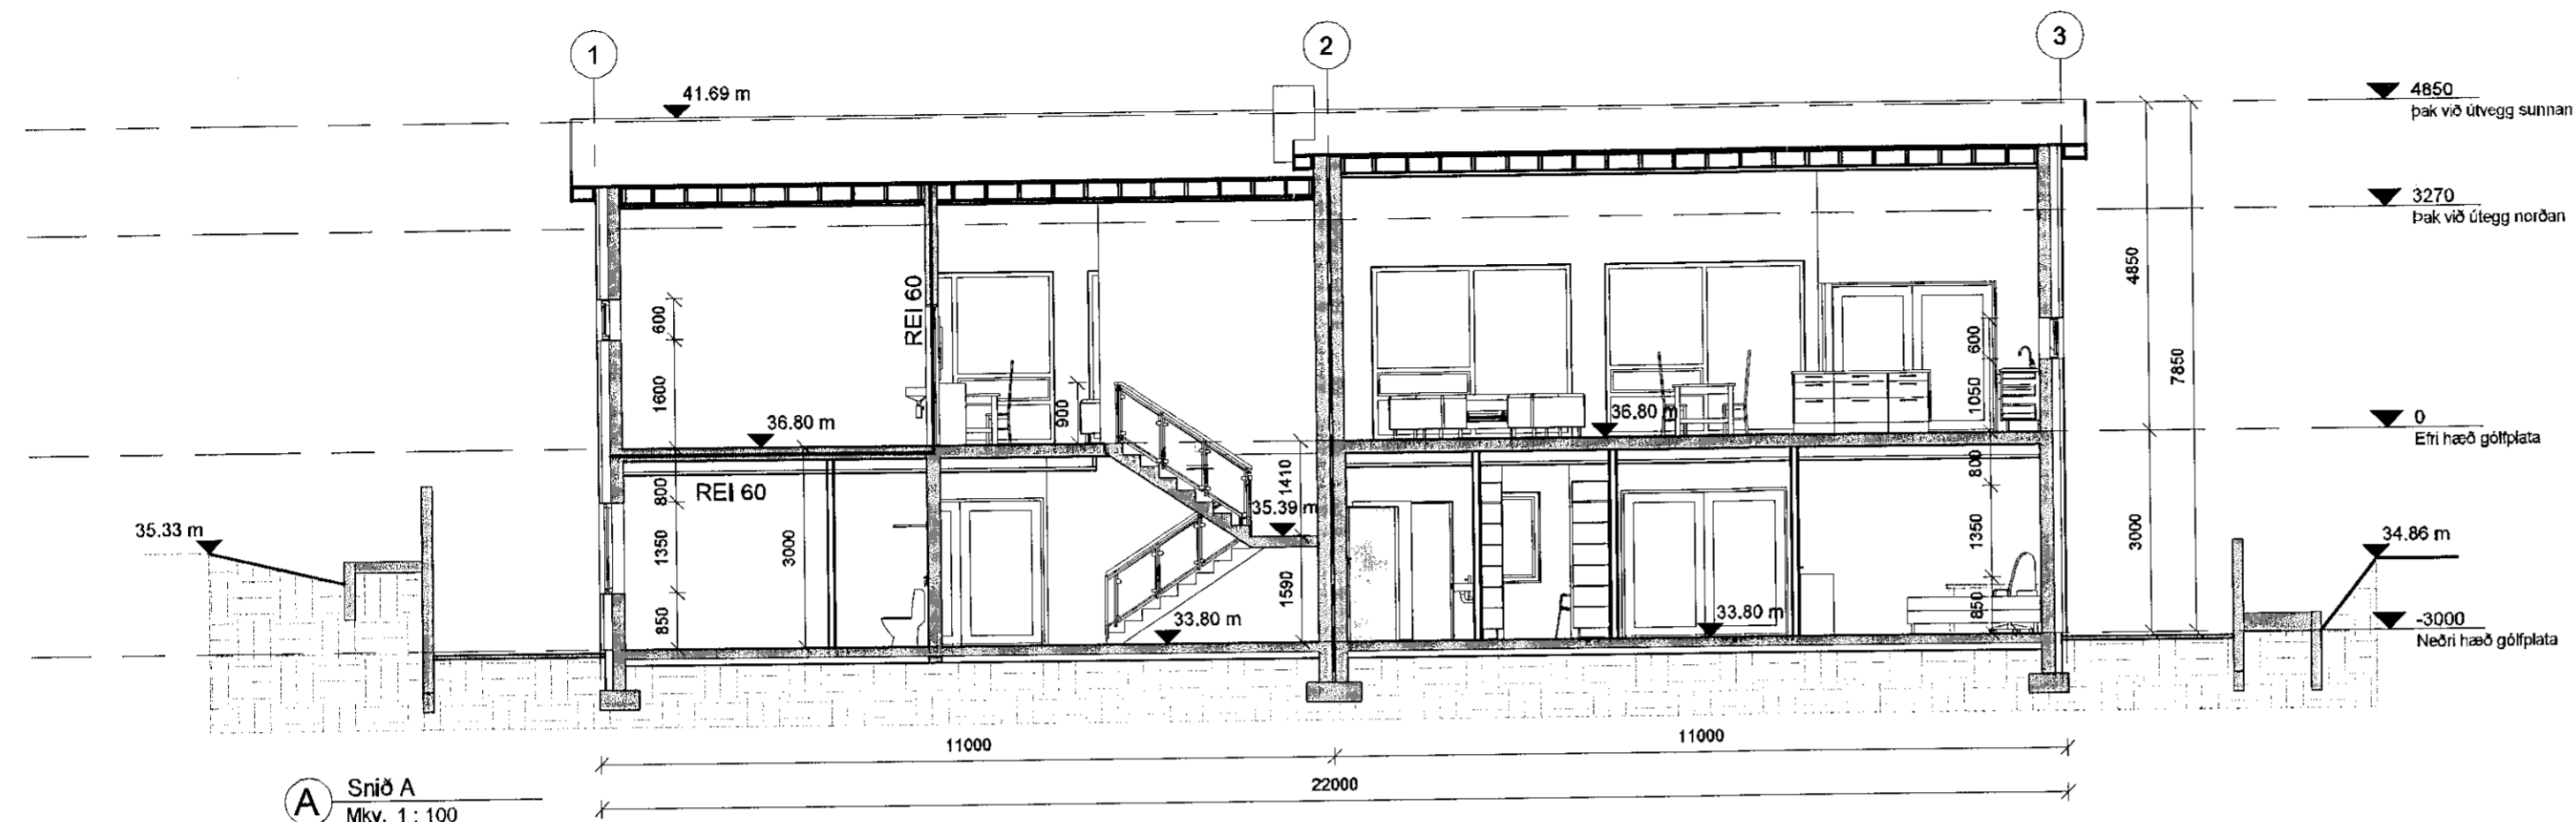 1
2
3
41.69 m
4850
þak við útvegg sunnan
3270
Þak við útegg norðan
REI 60
600
1600
900
36.80 m
36.80 m
600
1050
4850
7850
0
Efri hæð gólfplata
REI 60
800
1350
850
3000
1410
35.39 m
1590
33.80 m
33.80 m
800
1350
850
3000
35.33 m
34.86 m
-3000
Neðri hæð gólfplata
11000
11000
22000
A
Snið A
Mkv. 1 : 100